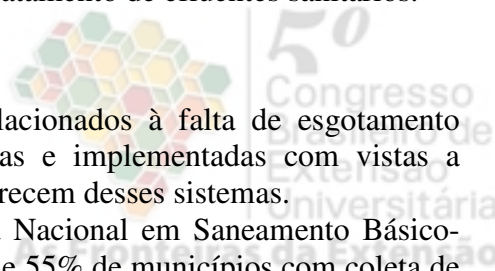 atamento de efluentes sanitários.
5º
Congresso
lacionados à falta de esgotamento
Brasileiro de
as e implementadas com vistas a
Extensão
recem desses sistemas.
Universitária
a Nacional em Saneamento Básico-
As Fronteiras da Extensão
e 55% de municípios com coleta de